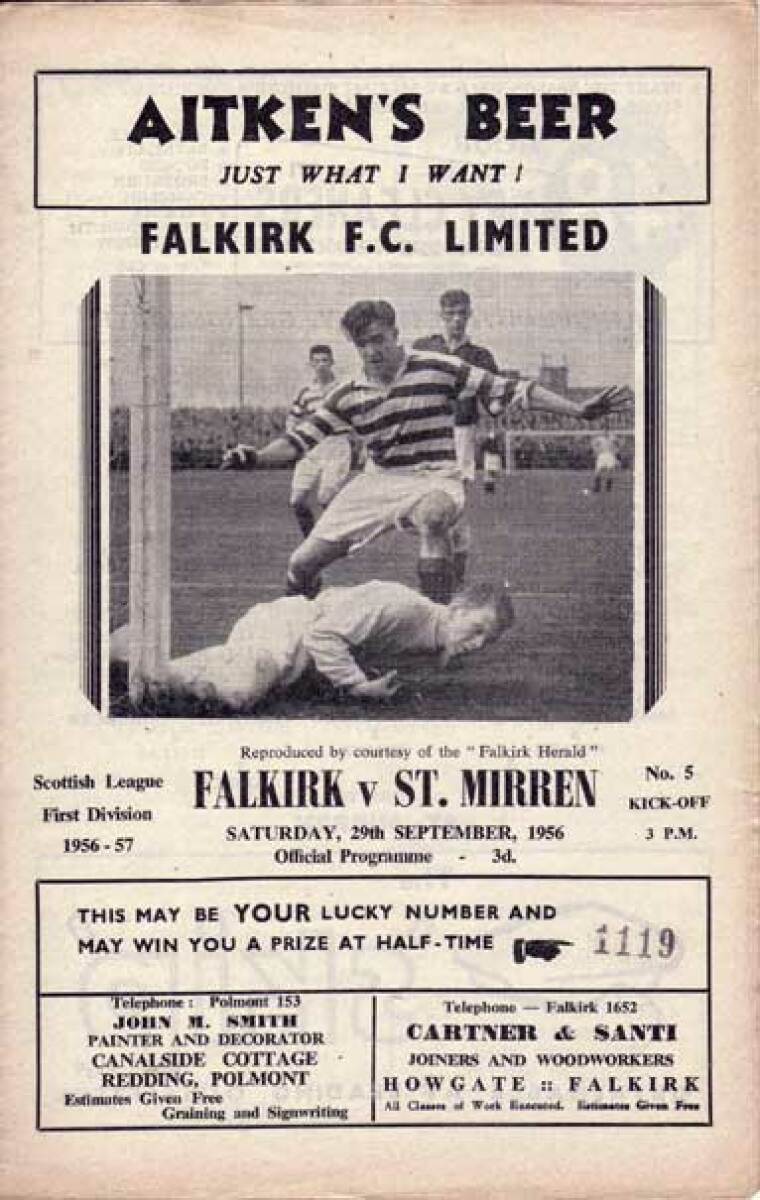 AITKEN'S BEER
JUST WHAT I WANT !
FALKIRK F.C. LIMITED
Reproduced by courtesy of the "Falkirk Herald"
Scottish League
First Division
1956-57
FALKIRK v ST. MIRREN
SATURDAY, 29th SEPTEMBER, 1956
Official Programme - 3d.
No. 5
KICK-OFF
3 P.M.
THIS MAY BE YOUR LUCKY NUMBER AND
MAY WIN YOU A PRIZE AT HALF-TIME 1119
Telephone : Polmont 153
JOHN M. SMITH
PAINTER AND DECORATOR
CANALSIDE COTTAGE
REDDING, POLMONT
Estimates Given Free
Graining and Signwriting
Telephone — Falkirk 1652
CARTNER & SANTI
JOINERS AND WOODWORKERS
HOWGATE :: FALKIRK
All Classes of Work Executed. Estimates Given Free